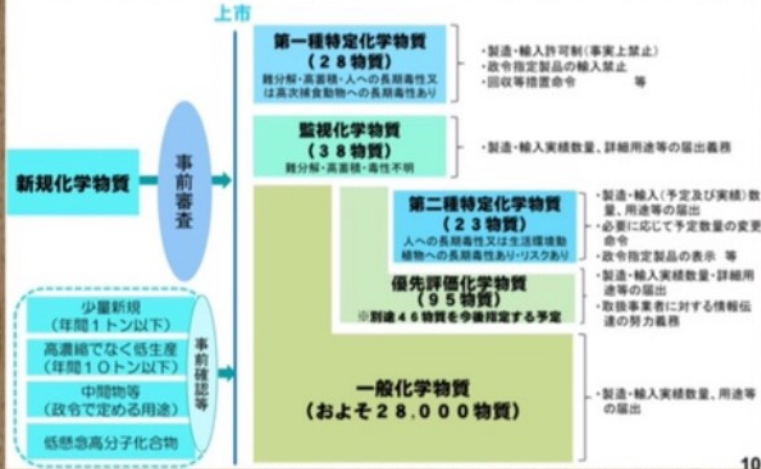 上市
新規化学物質
事前審査
少量新規
（年間１トン以下）
高濃縮でなく低生産
（年間１０トン以下）
中間物等
（政令で定める用途）
低懸念高分子化合物
事前確認等
第一種特定化学物質
（２８物質）
難分解・高蓄積・人への長期毒性又
は高次捕食動物への長期毒性あり
・製造・輸入許可制（事実上禁止）
・政令指定製品の輸入禁止
・回収等措置命令　等
監視化学物質
（３８物質）
難分解・高蓄積・毒性不明
・製造・輸入実績数量、詳細用途等の届出義務
第二種特定化学物質
（２３物質）
人への長期毒性又は生活環境動
植物への長期毒性あり・リスクあり
・製造・輸入（予定及び実績）数
量、用途等の届出
・必要に応じて予定数量の変更
命令
・政令指定製品の表示　等
優先評価化学物質
（９５物質）
※別途４６物質を今後指定する予定
・製造・輸入実績数量・詳細用
途等の届出
・取扱事業者に対する情報伝
達の努力義務
一般化学物質
（およそ２８,０００物質）
・製造・輸入実績数量、用途等
の届出
10